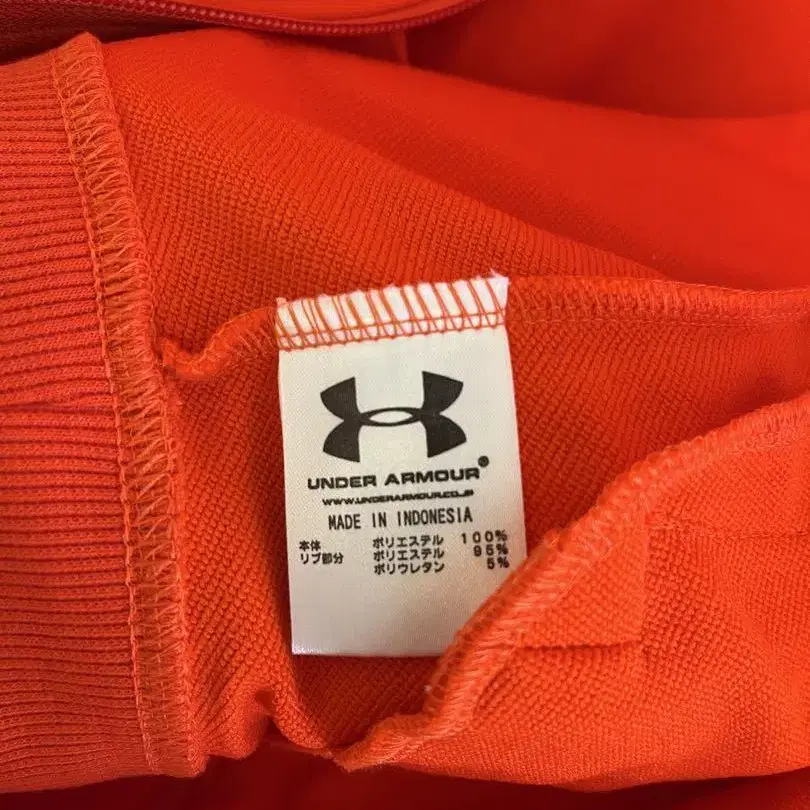 UNDER ARMOUR®
WWW.UNDERARMOUR.CO.JP
MADE IN INDONESIA
本体 ポリエステル 100%
リブ部分 ポリエステル 95%
ポリウレタン 5%